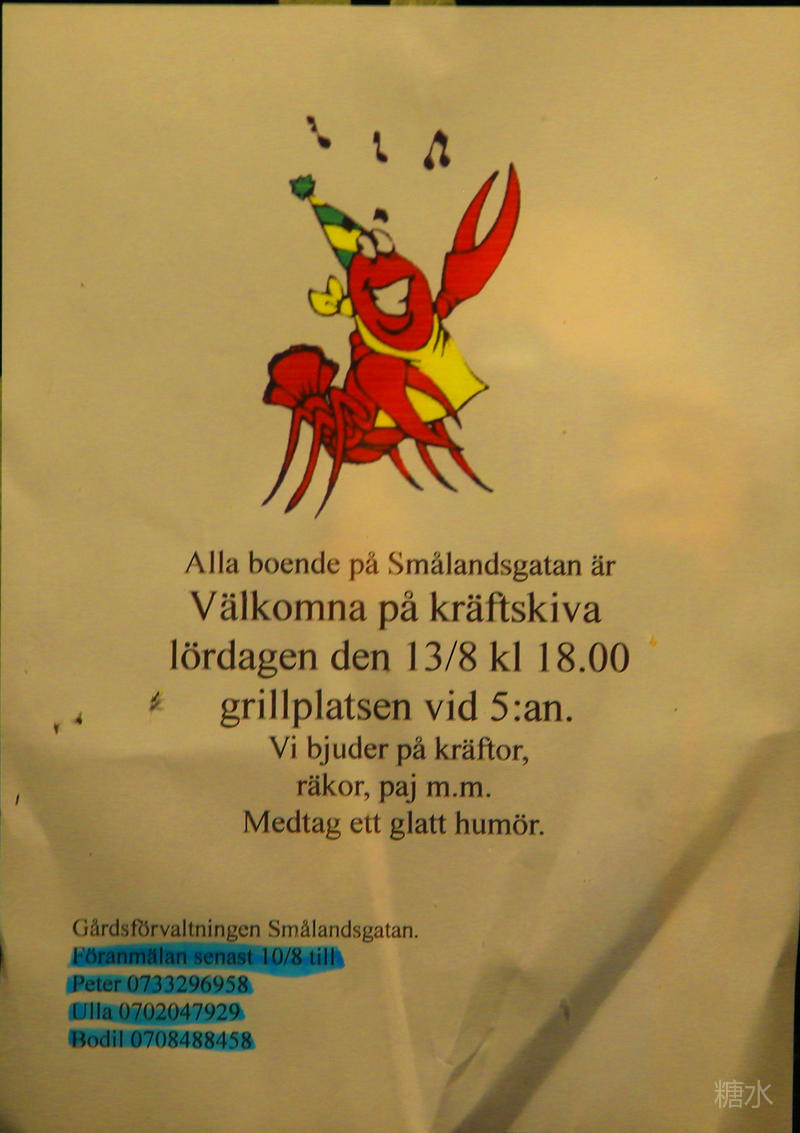 Alla boende på Smålandsgatan är
Välkomna på kräftskiva
lördagen den 13/8 kl 18.00
grillplatsen vid 5:an.
Vi bjuder på kräftor,
räkor, paj m.m.
Medtag ett glatt humör.
Gårdsförvaltningen Smålandsgatan.
Föranmälan senast 10/8 till
Peter 0733296958
Ulla 0702047929
Bodil 0708488458
糖水